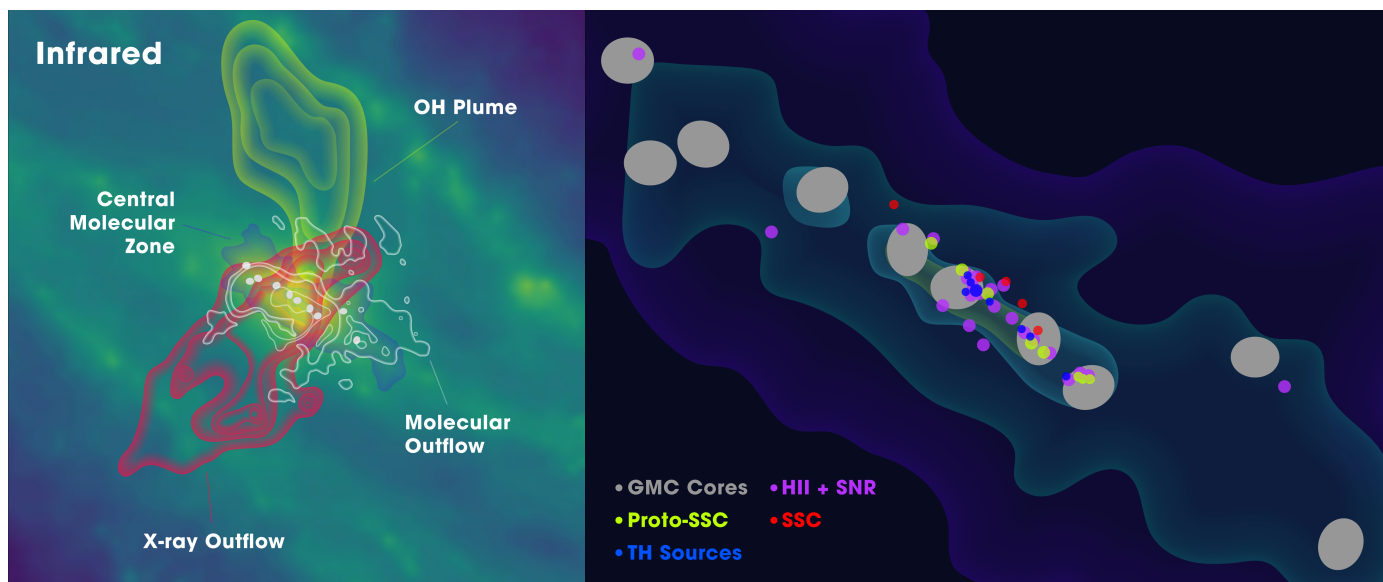 Infrared
OH Plume
Central
Molecular
Zone
Molecular
Outflow
X-ray Outflow
• GMC Cores
• HII + SNR
• Proto-SSC
• SSC
• TH Sources